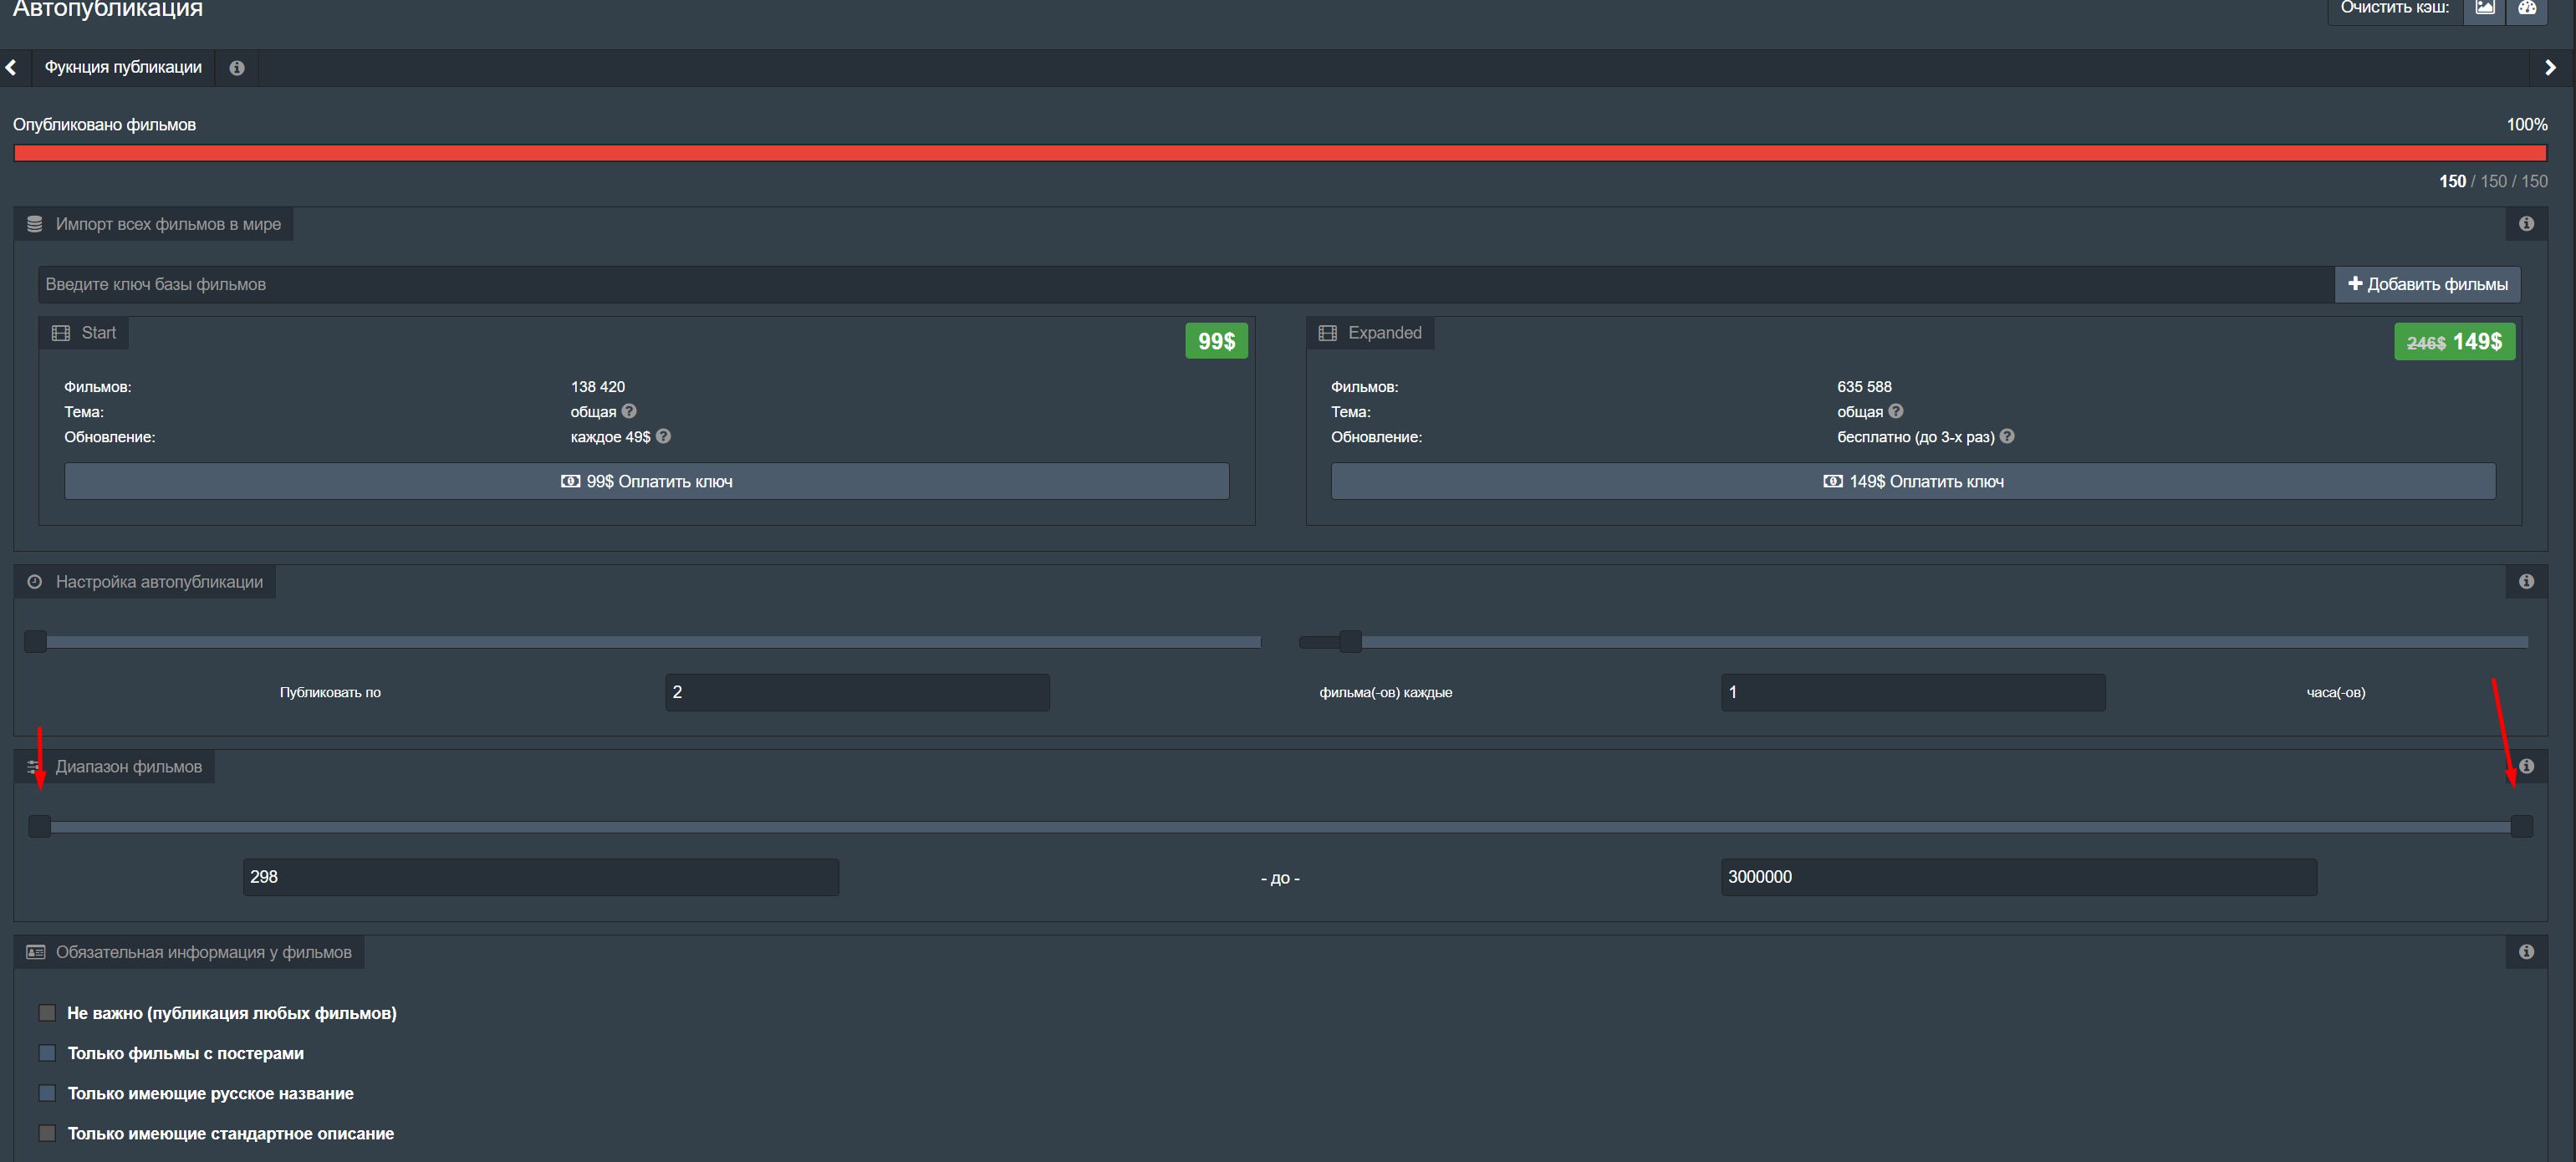 Автопубликация
Очистить кэш:
Фукнция публикации
Опубликовано фильмов
100%
150 / 150 / 150
Импорт всех фильмов в мире
Введите ключ базы фильмов
Добавить фильмы
Start
99$
Фильмов:
138 420
Тема:
общая
Обновление:
каждое 49$
99$ Оплатить ключ
Expanded
246$ 149$
Фильмов:
635 588
Тема:
общая
Обновление:
бесплатно (до 3-х раз)
149$ Оплатить ключ
Настройка автопубликации
Публиковать по
2
фильма(-ов) каждые
1
часа(-ов)
Диапазон фильмов
298
- до -
3000000
Обязательная информация у фильмов
Не важно (публикация любых фильмов)
Только фильмы с постерами
Только имеющие русское название
Только имеющие стандартное описание